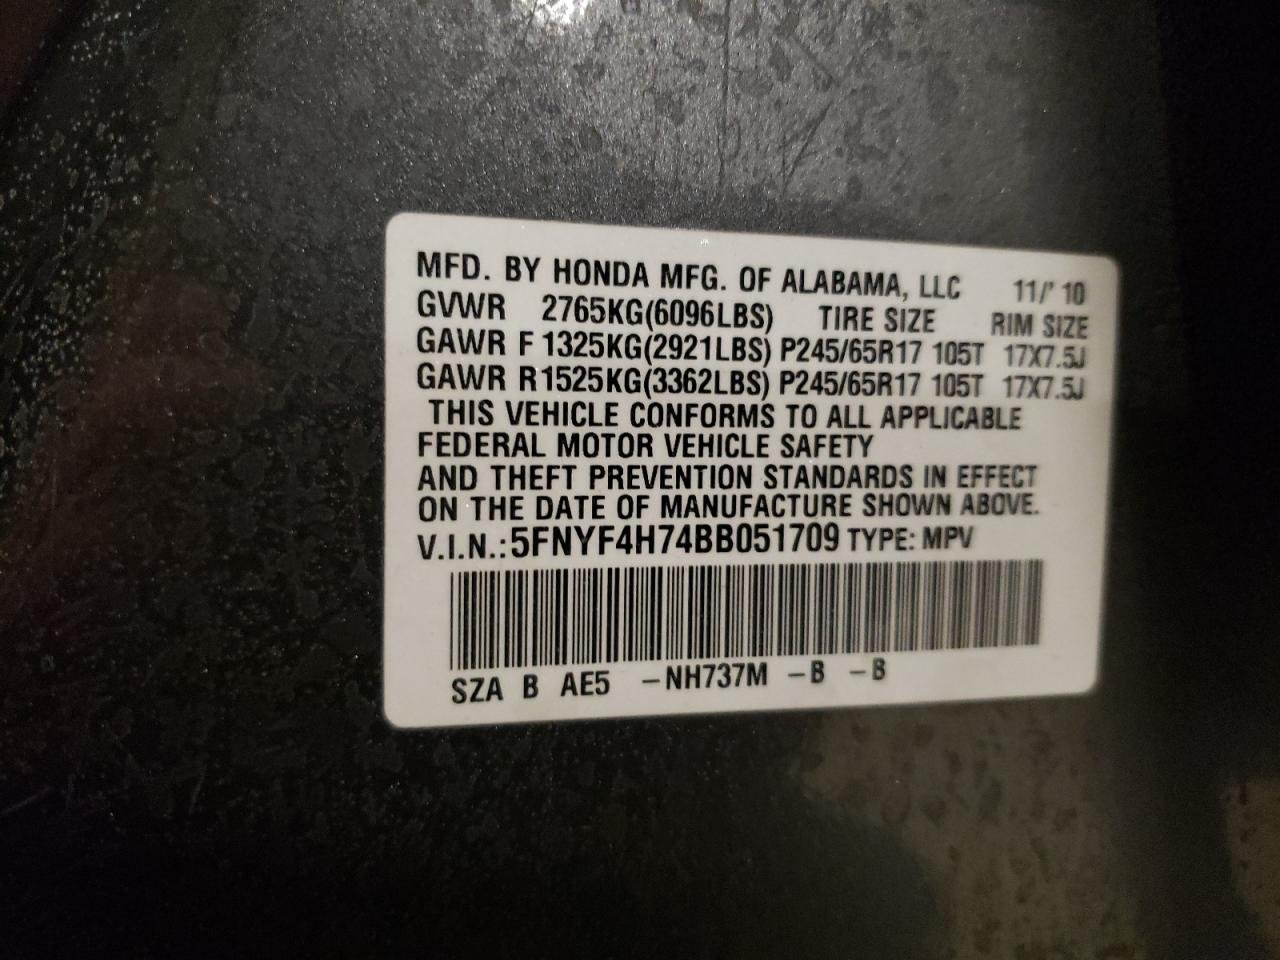 MFD. BY HONDA MFG. OF ALABAMA, LLC 11/' 10
GVWR 2765KG(6096LBS) TIRE SIZE RIM SIZE
GAWR F 1325KG(2921LBS) P245/65R17 105T 17X7.5J
GAWR R1525KG(3362LBS) P245/65R17 105T 17X7.5J
THIS VEHICLE CONFORMS TO ALL APPLICABLE
FEDERAL MOTOR VEHICLE SAFETY
AND THEFT PREVENTION STANDARDS IN EFFECT
ON THE DATE OF MANUFACTURE SHOWN ABOVE.
V.I.N.: 5FNYF4H74BB051709 TYPE: MPV
SZA B AE5 -NH737M -B -B